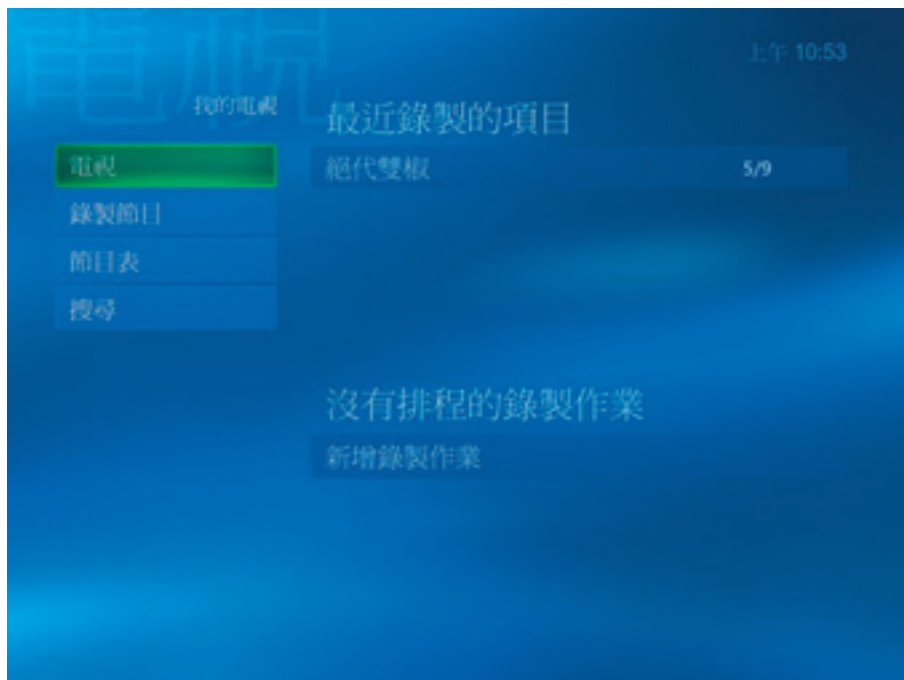 電視
上午 10:53
我的電視
最近錄製的項目
電視
絕代雙椒 5/9
錄製節目
節目表
搜尋
沒有排程的錄製作業
新增錄製作業